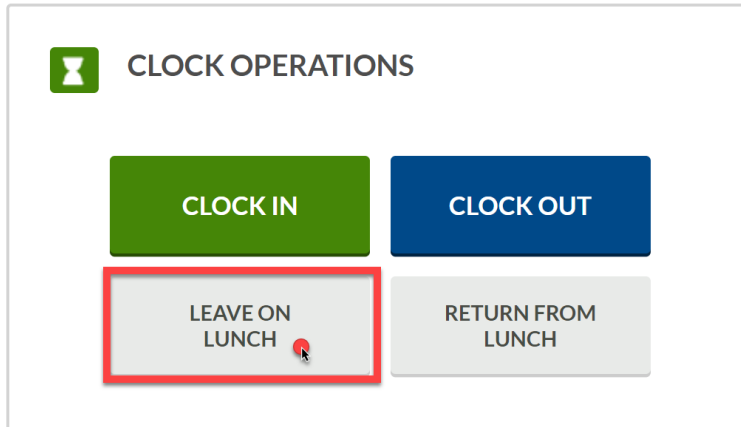 CLOCK OPERATIONS
CLOCK IN
CLOCK OUT
LEAVE ON
LUNCH
RETURN FROM
LUNCH